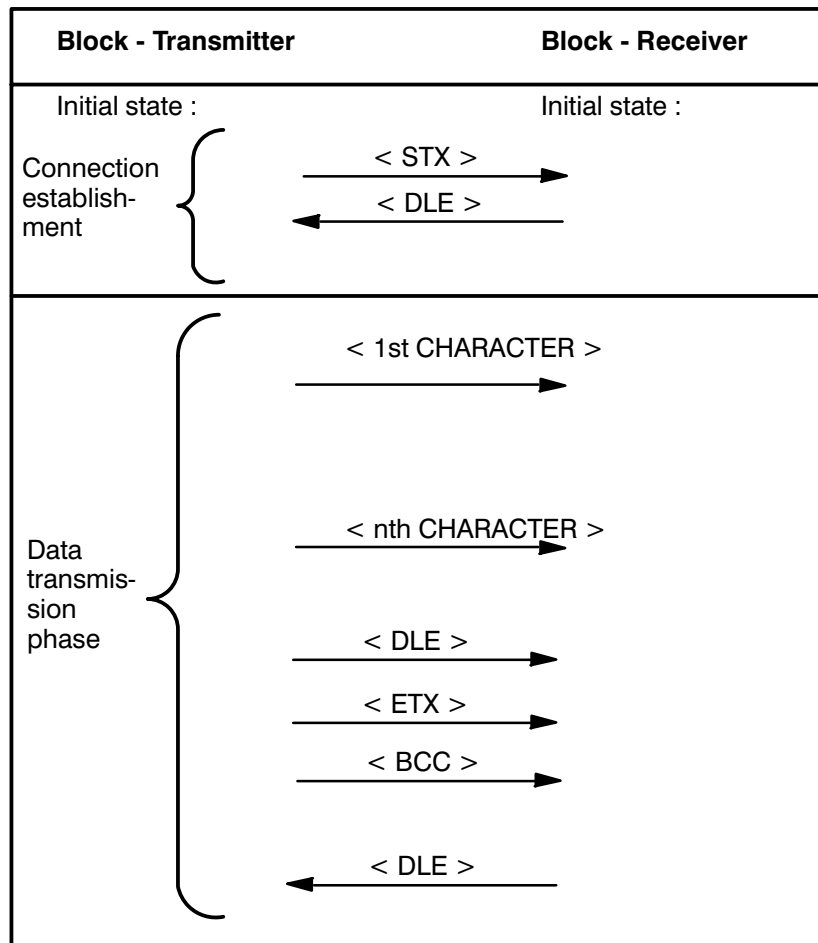 Block - Transmitter
Block - Receiver
Initial state :
Initial state :
Connection
establish-
ment
< STX >
< DLE >
< 1st CHARACTER >
< nth CHARACTER >
Data
transmis-
sion
phase
< DLE >
< ETX >
< BCC >
< DLE >